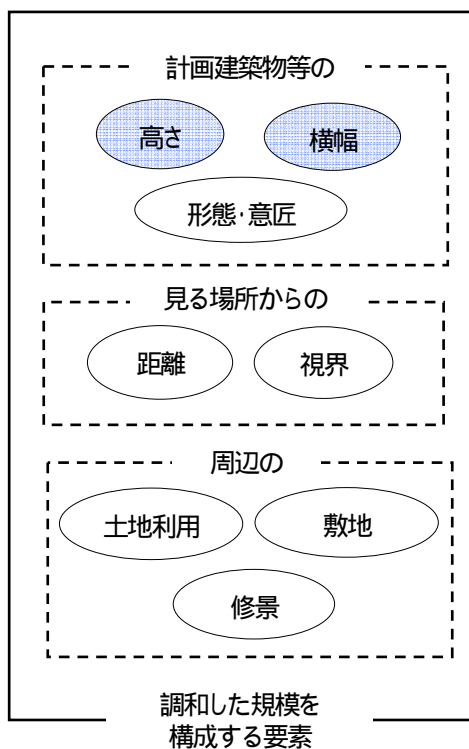 計画建築物等の
高さ
横幅
形態・意匠
見る場所からの
距離
視界
周辺の
土地利用
敷地
修景
調和した規模を
構成する要素